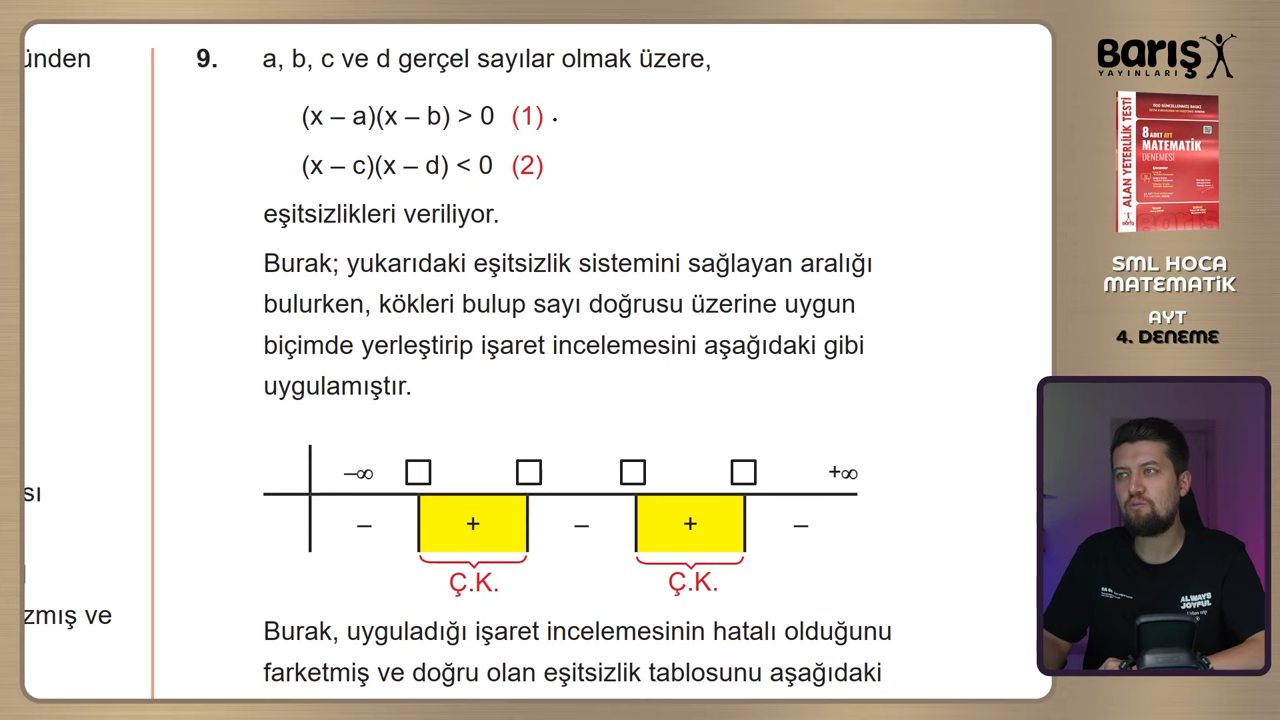 ünden
sı
zmış ve
9. a, b, c ve d gerçel sayılar olmak üzere,
(x – a)(x – b) > 0 (1)
(x – c)(x – d) < 0 (2)
eşitsizlikleri veriliyor.
Burak; yukarıdaki eşitsizlik sistemini sağlayan aralığı
bulurken, kökleri bulup sayı doğrusu üzerine uygun
biçimde yerleştirip işaret incelemesini aşağıdaki gibi
uygulamıştır.
–∞ +∞
– + – + –
Ç.K. Ç.K.
Burak, uyguladığı işaret incelemesinin hatalı olduğunu
farketmiş ve doğru olan eşitsizlik tablosunu aşağıdaki
BARIŞ
YAYINLARI
ALAN YETERLİLİK TESTİ
8 ADET AYT
MATEMATİK
DENEMESİ
BARIŞ
SML HOCA
MATEMATİK
AYT
4. DENEME
ALWAYS
JOYFUL